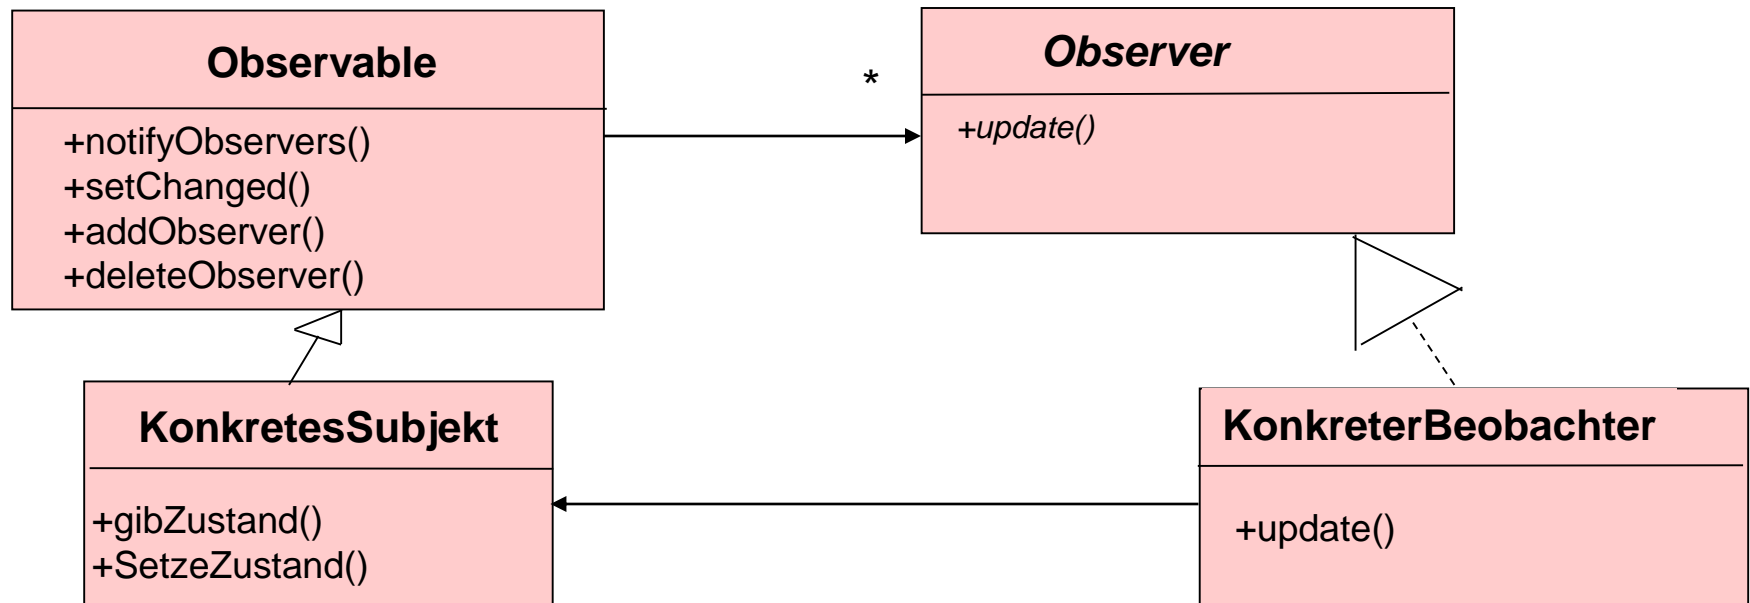 Observable
+notifyObservers()
+setChanged()
+addObserver()
+deleteObserver()
*
Observer
+update()
KonkretesSubjekt
+gibZustand()
+SetzeZustand()
KonkreterBeobachter
+update()